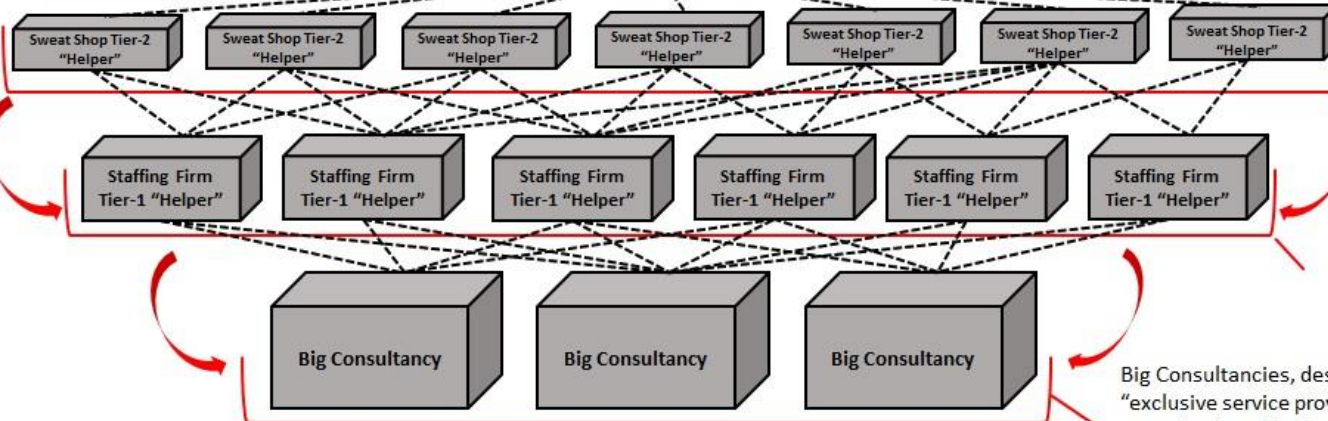 Sweat Shop Tier-2
“Helper”
Sweat Shop Tier-2
“Helper”
Sweat Shop Tier-2
“Helper”
Sweat Shop Tier-2
“Helper”
Sweat Shop Tier-2
“Helper”
Sweat Shop Tier-2
“Helper”
Sweat Shop Tier-2
“Helper”
Staffing Firm
Tier-1 “Helper”
Staffing Firm
Tier-1 “Helper”
Staffing Firm
Tier-1 “Helper”
Staffing Firm
Tier-1 “Helper”
Staffing Firm
Tier-1 “Helper”
Staffing Firm
Tier-1 “Helper”
Big Consultancy
Big Consultancy
Big Consultancy
Big Consultancies,
“exclusive service